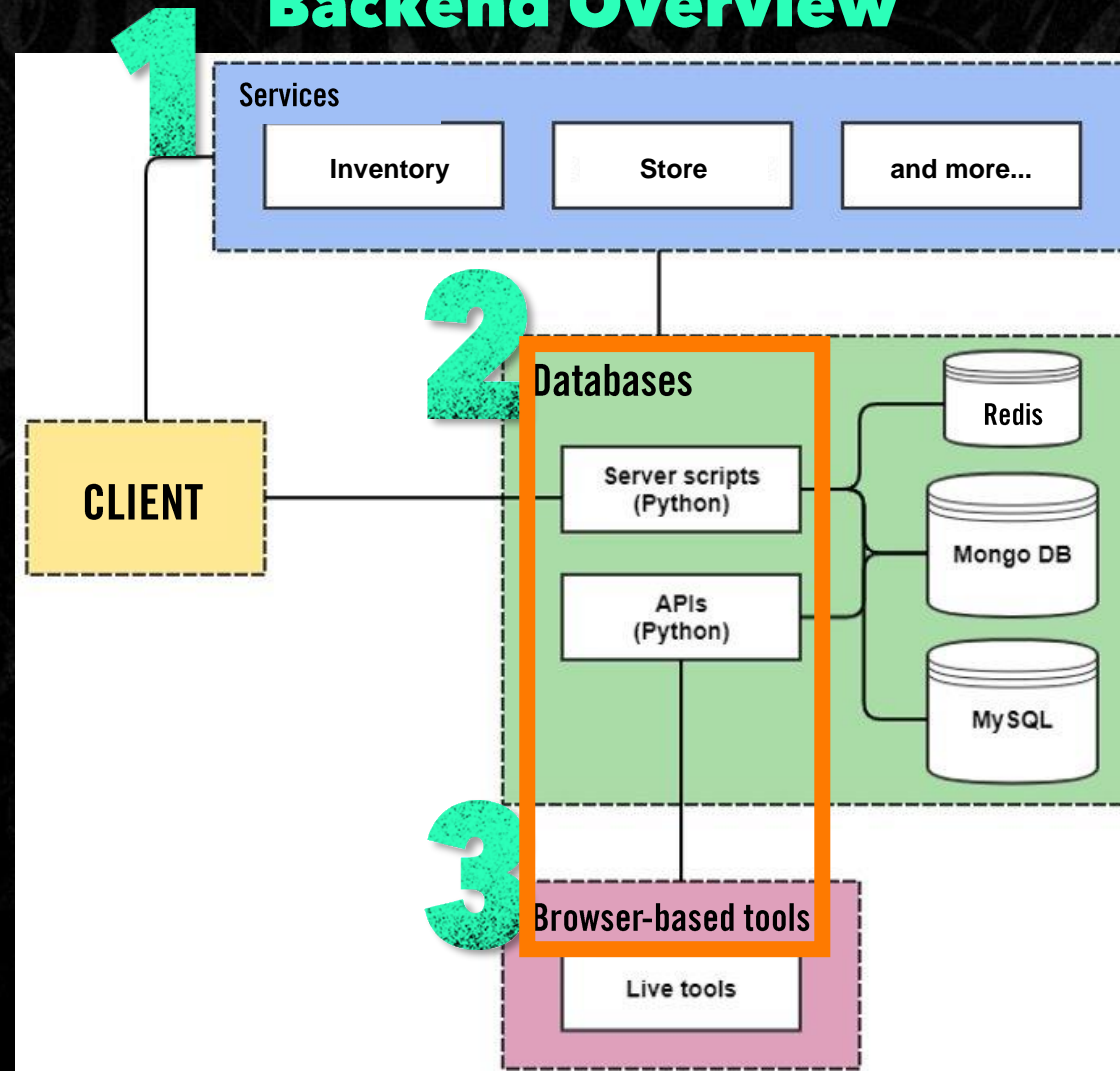 Backend Overview
1
Services
Inventory
Store
and more...
2
Databases
Redis
CLIENT
Server scripts
(Python)
Mongo DB
APIs
(Python)
MySQL
3
Browser-based tools
Live tools